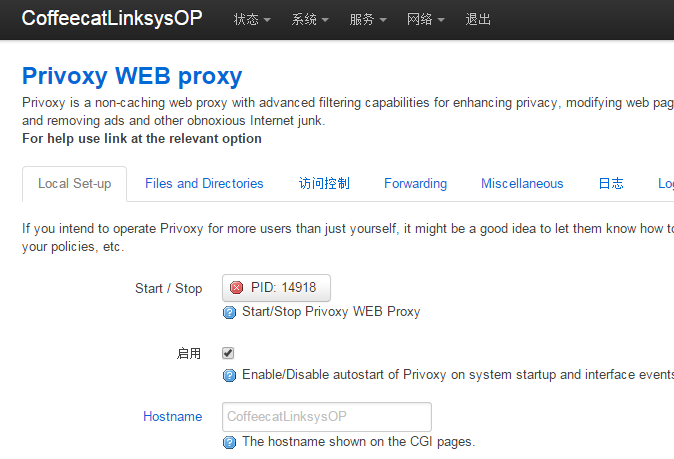 CoffeecatLinksysOP 状态 系统 服务 网络 退出
Privoxy WEB proxy
Privoxy is a non-caching web proxy with advanced filtering capabilities for enhancing privacy, modifying web pag
and removing ads and other obnoxious Internet junk.
For help use link at the relevant option
Local Set-up Files and Directories 访问控制 Forwarding Miscellaneous 日志 Log
If you intend to operate Privoxy for more users than just yourself, it might be a good idea to let them know how to
your policies, etc.
Start / Stop PID: 14918
Start/Stop Privoxy WEB Proxy
启用
Enable/Disable autostart of Privoxy on system startup and interface events
Hostname CoffeecatLinksysOP
The hostname shown on the CGI pages.